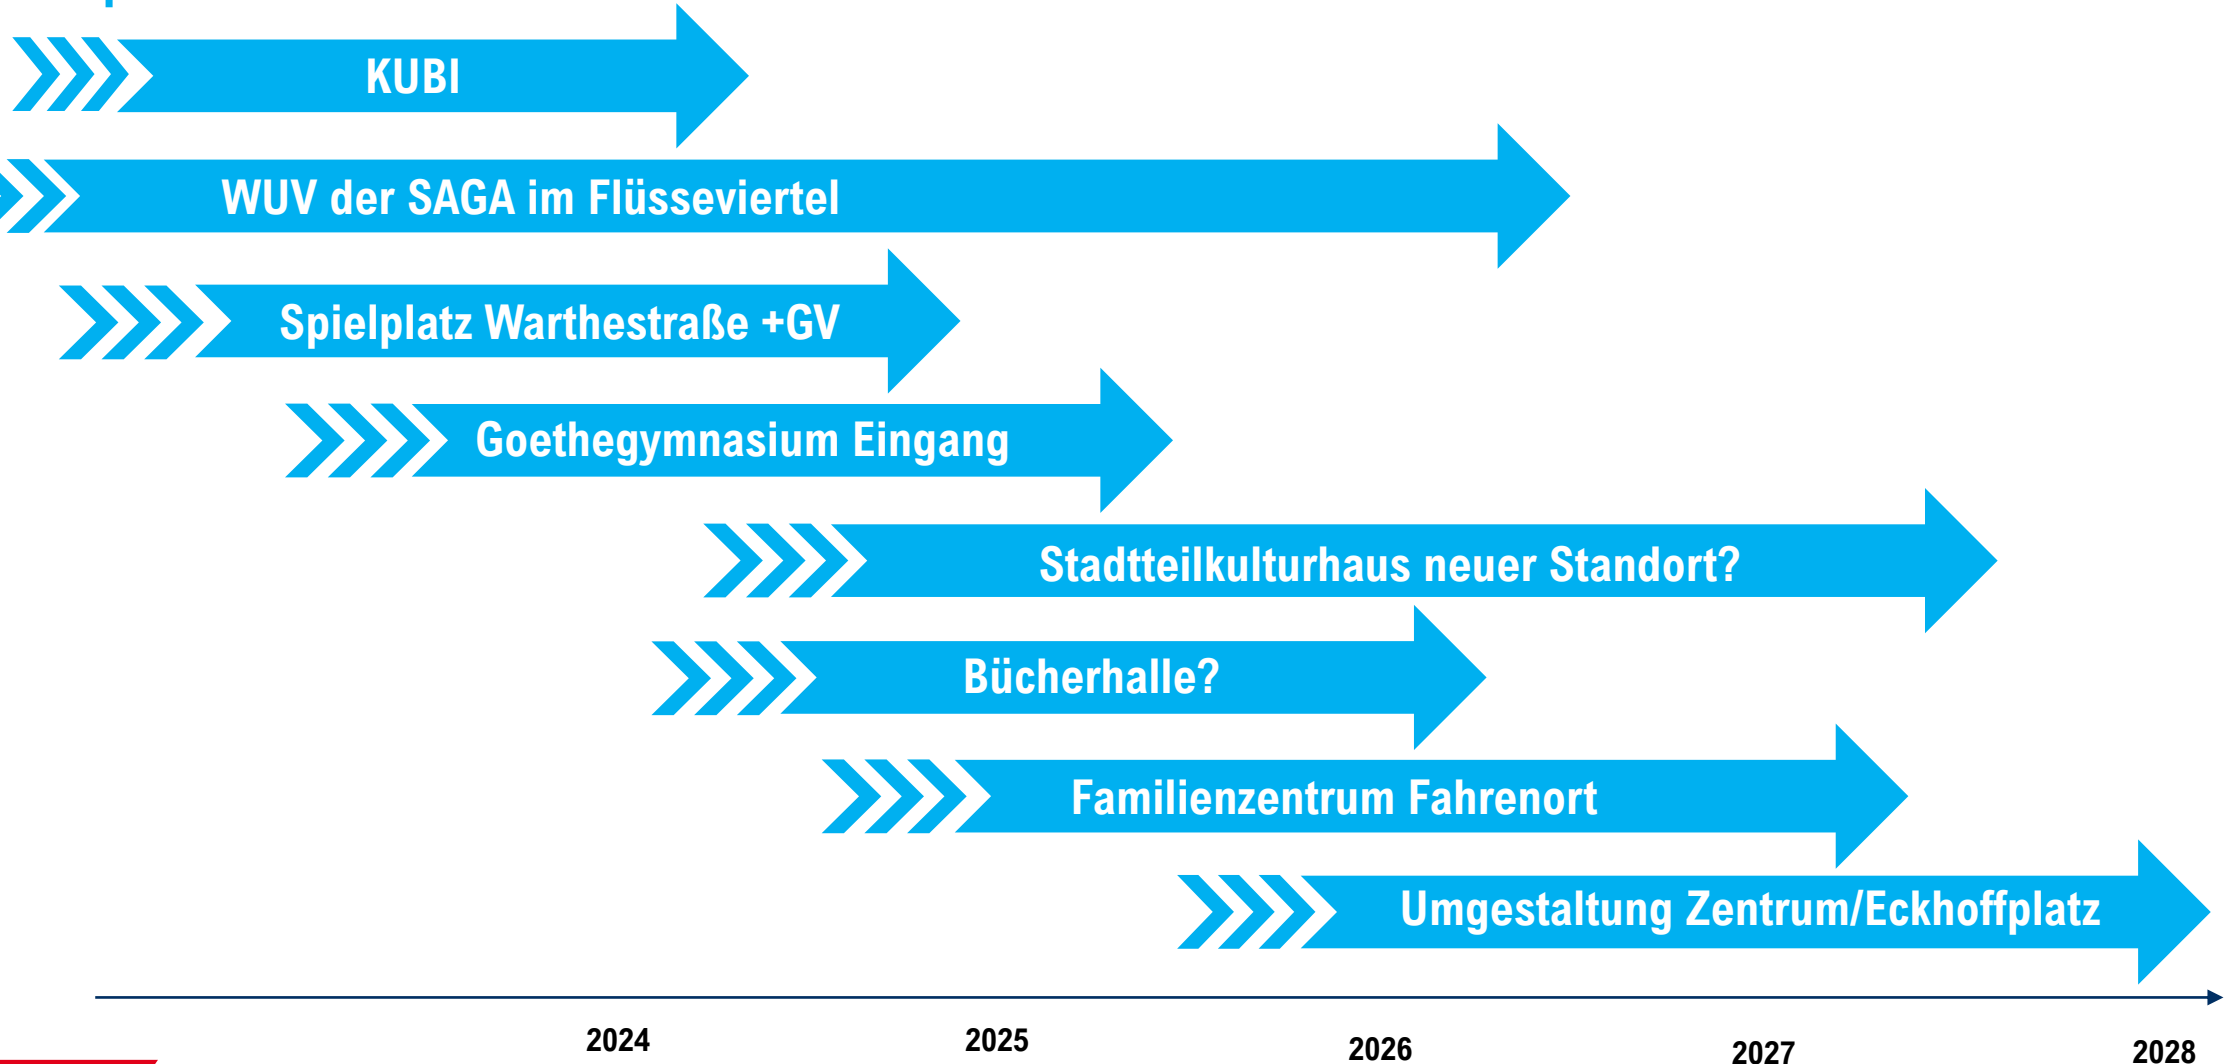 KUBI
WUV der SAGA im Flüsseviertel
Spielplatz Warthestraße +GV
Goethegymnasium Eingang
Stadtteilkulturhaus neuer Standort?
Bücherhalle?
Familienzentrum Fahrenort
Umgestaltung Zentrum/Eckhoffplatz
2024 2025 2026 2027 2028